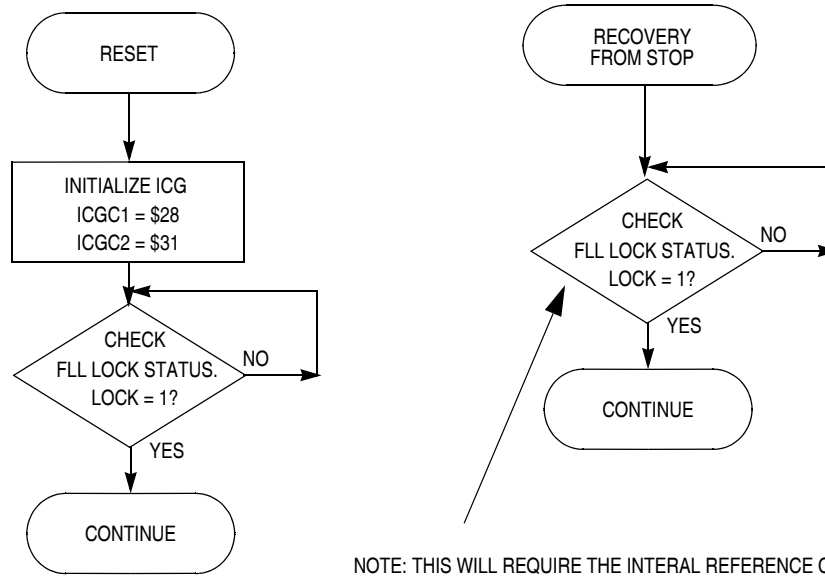 RESET
INITIALIZE ICG
ICGC1 = $28
ICGC2 = $31
CHECK
FLL LOCK STATUS.
LOCK = 1?
NO
YES
CONTINUE
RECOVERY
FROM STOP
CHECK
FLL LOCK STATUS.
LOCK = 1?
NO
YES
CONTINUE
NOTE: THIS WILL REQUIRE THE INTERAL REFERENCE